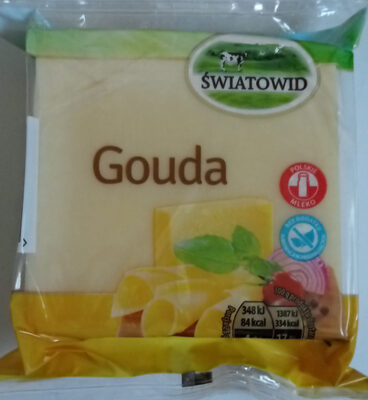 ŚWIATOWID
Gouda
POLSKIE
MLEKO
348 kJ
84 kcal
1387 kJ
334 kcal